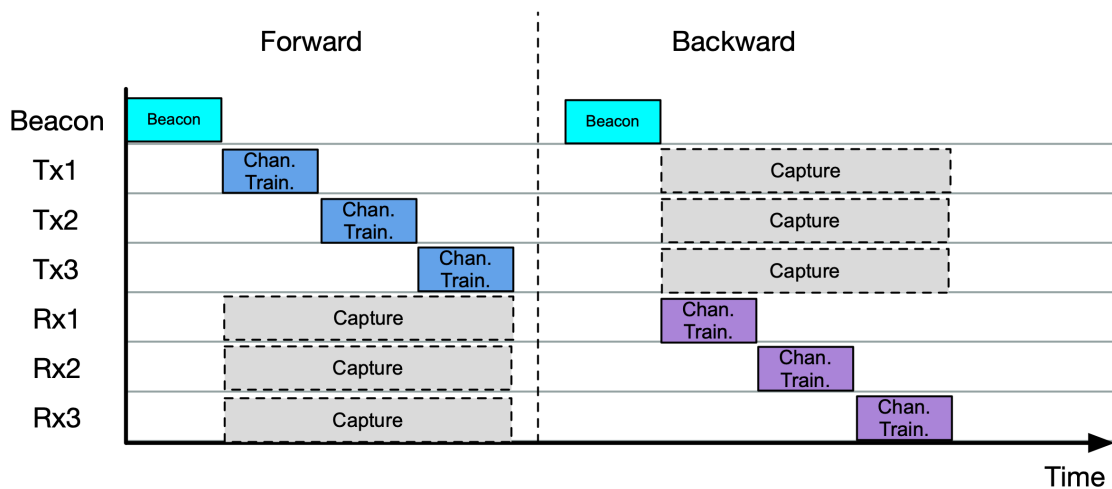 Forward
Backward
Beacon
Beacon
Beacon
Tx1
Chan.
Train.
Capture
Tx2
Chan.
Train.
Capture
Tx3
Chan.
Train.
Capture
Rx1
Capture
Chan.
Train.
Rx2
Capture
Chan.
Train.
Rx3
Capture
Chan.
Train.
Time